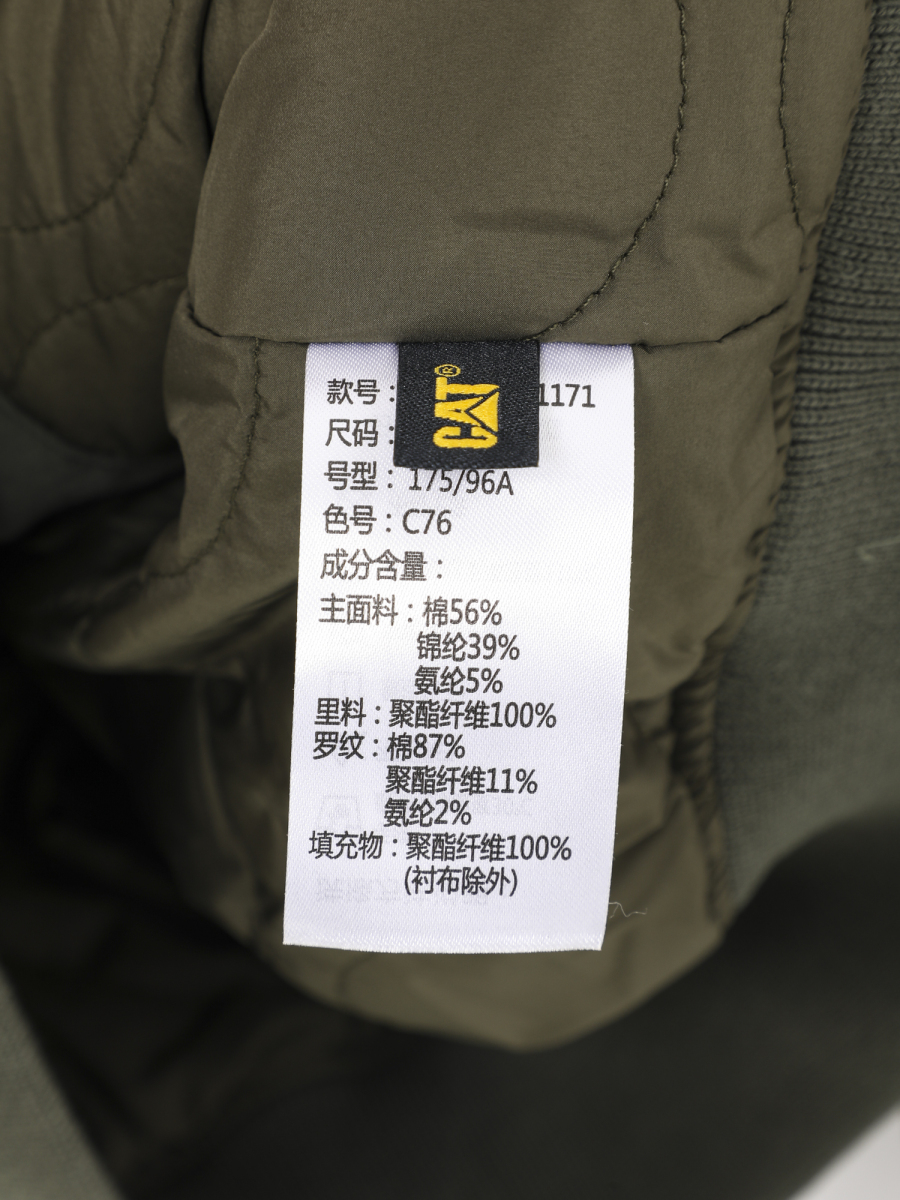 CAT®
款号: 1171
尺码:
号型: 175/96A
色号: C76
成分含量:
主面料: 棉56%
锦纶39%
氨纶5%
里料: 聚酯纤维100%
罗纹: 棉87%
聚酯纤维11%
氨纶2%
填充物: 聚酯纤维100%
(衬布除外)